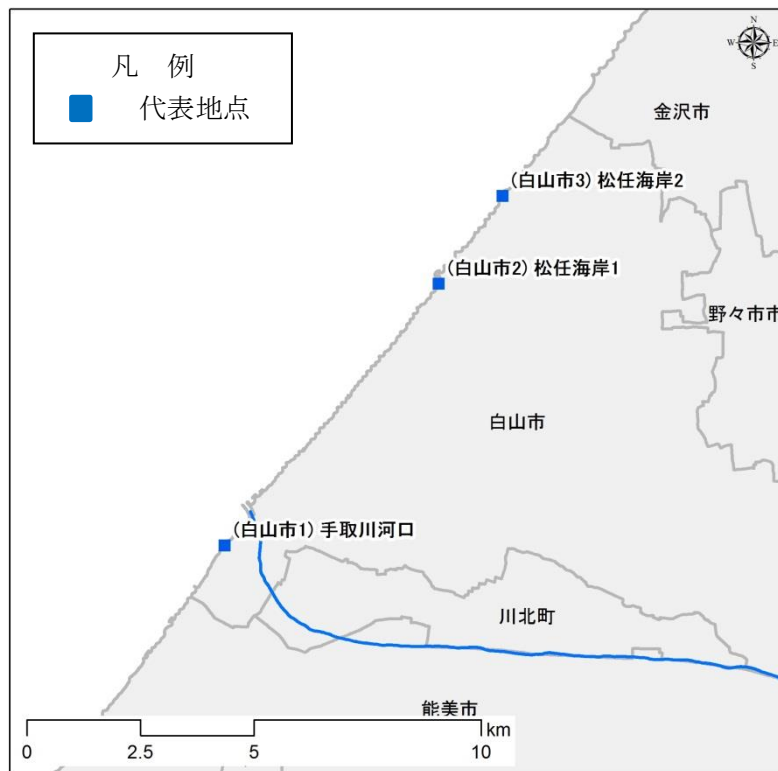 凡 例
代表地点
N
W
E
S
金沢市
(白山市3) 松任海岸2
(白山市2) 松任海岸1
野々市市
白山市
(白山市1) 手取川河口
川北町
能美市
km
0 2.5 5 10